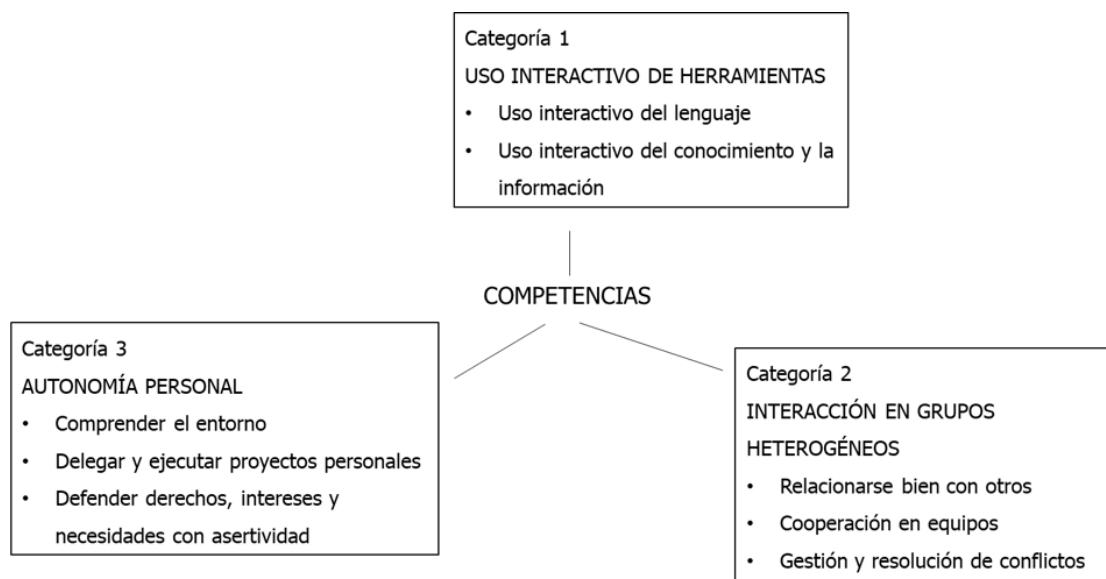 Categoría 1
USO INTERACTIVO DE HERRAMIENTAS
• Uso interactivo del lenguaje
• Uso interactivo del conocimiento y la
información
COMPETENCIAS
Categoría 3
AUTONOMÍA PERSONAL
• Comprender el entorno
• Delegar y ejecutar proyectos personales
• Defender derechos, intereses y
necesidades con asertividad
Categoría 2
INTERACCIÓN EN GRUPOS
HETEROGÉNEOS
• Relacionarse bien con otros
• Cooperación en equipos
• Gestión y resolución de conflictos